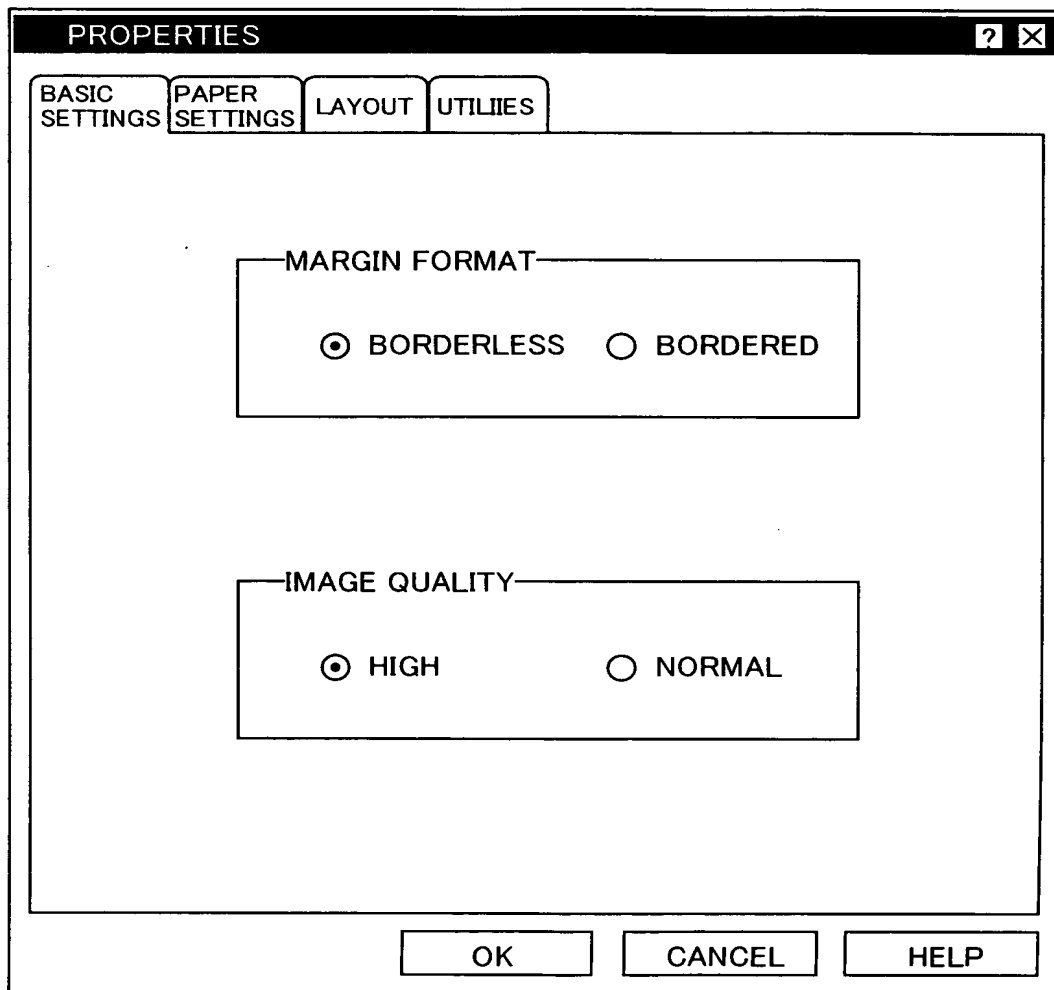 PROPERTIES ? X
BASIC SETTINGS
PAPER SETTINGS
LAYOUT
UTILIIES
MARGIN FORMAT
BORDERLESS BORDERED
IMAGE QUALITY
HIGH NORMAL
OK CANCEL HELP